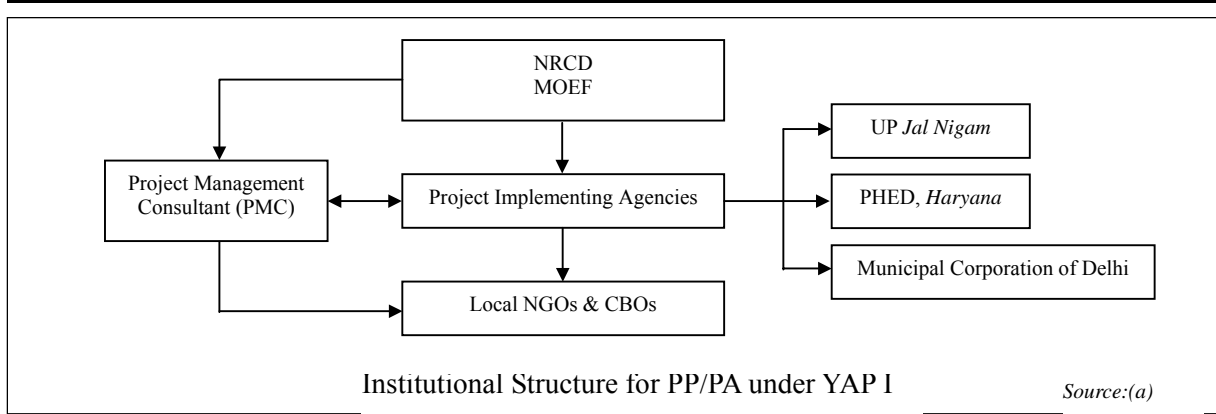 NRCD
MOEF
UP Jal Nigam
Project Management
Consultant (PMC)
Project Implementing Agencies
PHED, Haryana
Municipal Corporation of Delhi
Local NGOs & CBOs
Institutional Structure for PP/PA under YAP I
Source:(a)